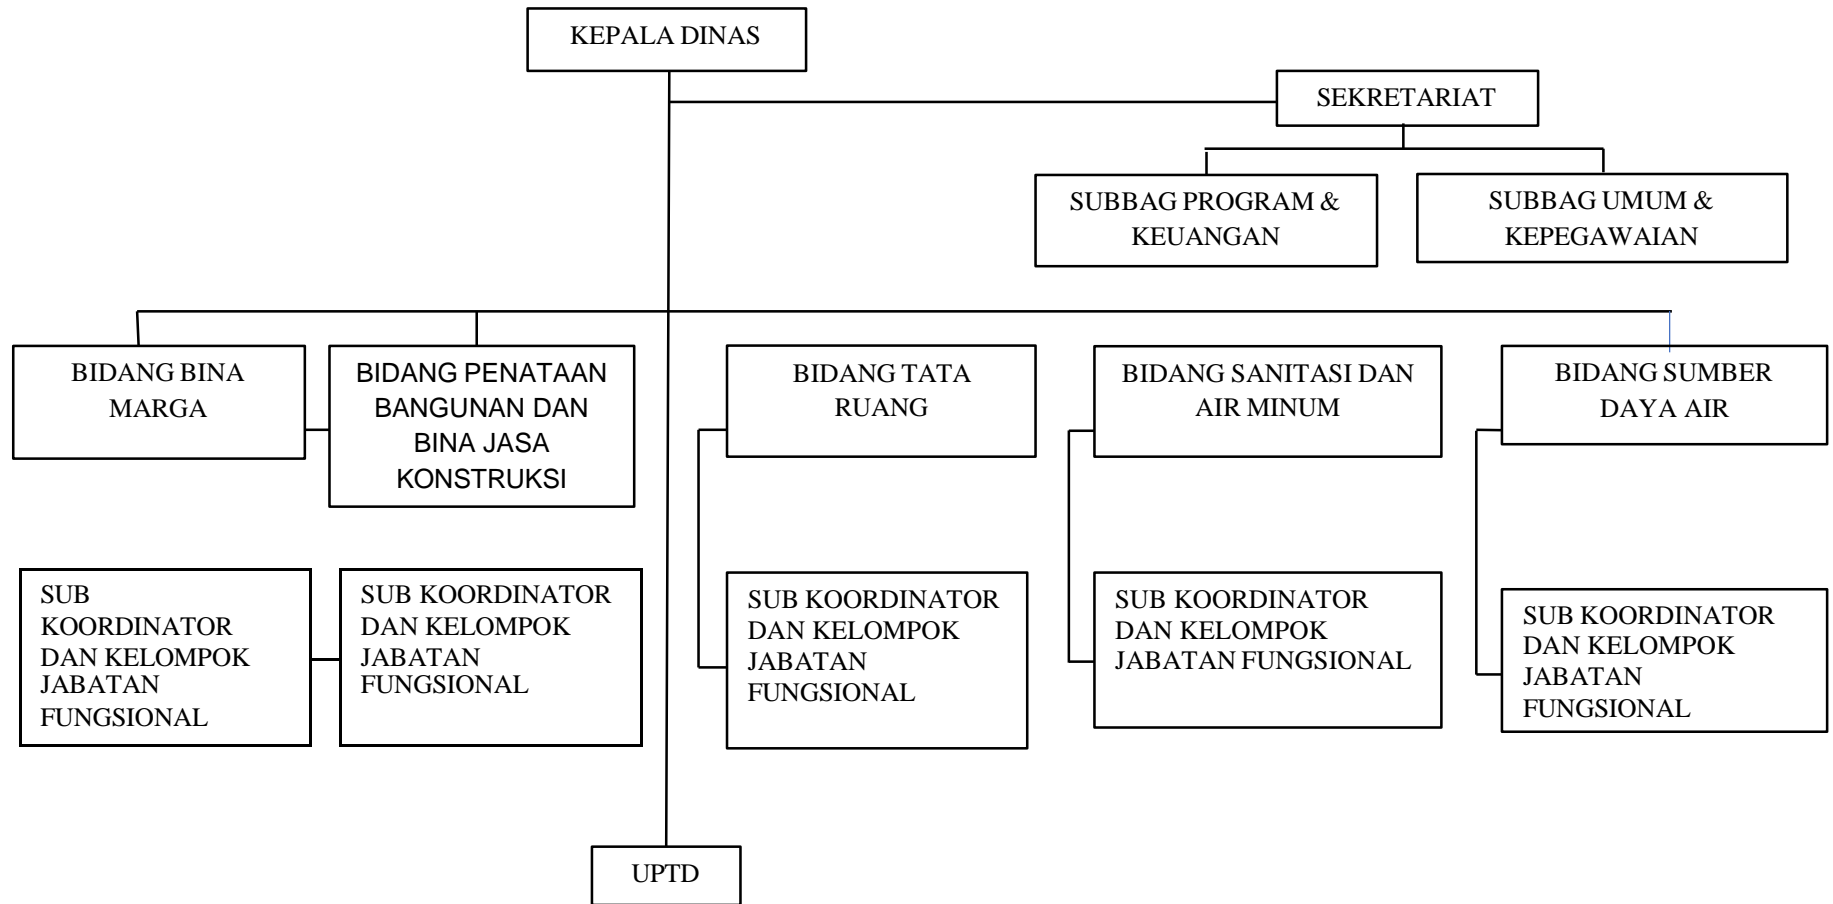 KEPALA DINAS
SEKRETARIAT
SUBBAG PROGRAM &
KEUANGAN
SUBBAG UMUM &
KEPEGAWAIAN
BIDANG BINA
MARGA
BIDANG PENATAAN
BANGUNAN DAN
BINA JASA
KONSTRUKSI
BIDANG TATA
RUANG
BIDANG SANITASI DAN
AIR MINUM
BIDANG SUMBER
DAYA AIR
SUB
KOORDINATOR
DAN KELOMPOK
JABATAN
FUNGSIONAL
SUB KOORDINATOR
DAN KELOMPOK
JABATAN
FUNGSIONAL
SUB KOORDINATOR
DAN KELOMPOK
JABATAN
FUNGSIONAL
SUB KOORDINATOR
DAN KELOMPOK
JABATAN FUNGSIONAL
SUB KOORDINATOR
DAN KELOMPOK
JABATAN
FUNGSIONAL
UPTD